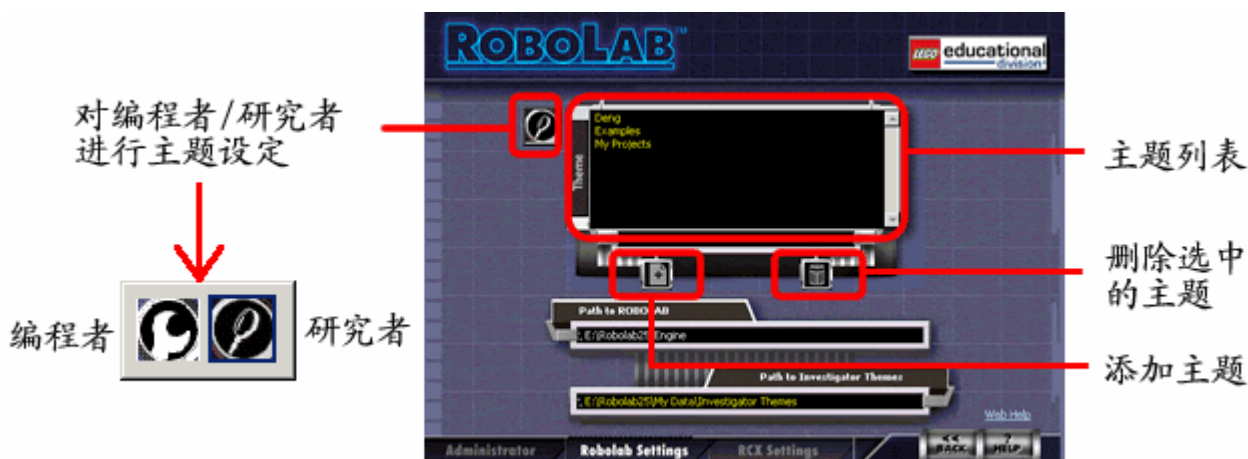 ROBOLAB™
LEGO educational
division
对编程者/研究者
进行主题设定
编程者
研究者
Theme
Deng
Examples
My Projects
主题列表
删除选中
的主题
添加主题
Path to ROBOLAB
E:\Robolab25\Engine
Path to Investigator Themes
E:\Robolab25\My Data\Investigator Themes
Web Help
Administrator
Robolab Settings
RCX Settings
<<
BACK
?
HELP